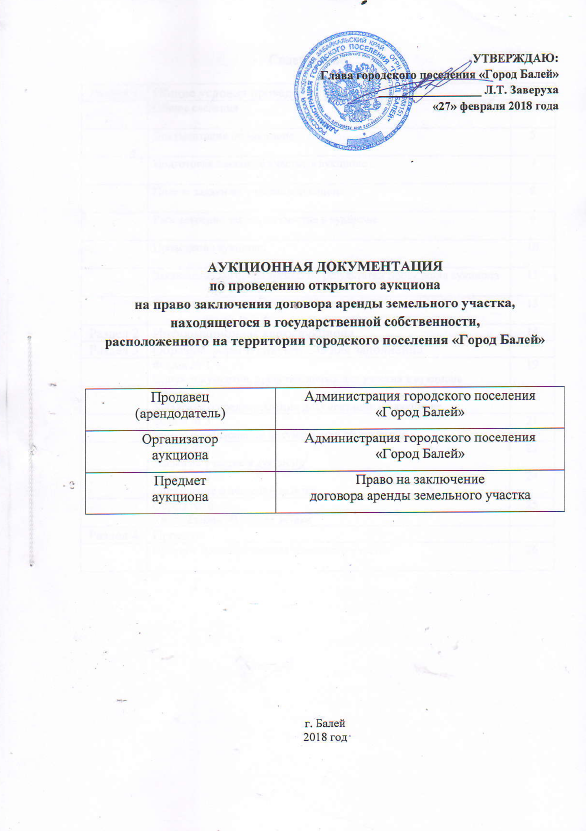 УТВЕРЖДАЮ:
Глава городского поселения «Город Балей»
Л.Т. Заверуха
«27» февраля 2018 года
АУКЦИОННАЯ ДОКУМЕНТАЦИЯ
по проведению открытого аукциона
на право заключения договора аренды земельного участка,
находящегося в государственной собственности,
расположенного на территории городского поселения «Город Балей»
Продавец
(арендодатель)
Администрация городского поселения
«Город Балей»
Организатор
аукциона
Администрация городского поселения
«Город Балей»
Предмет
аукциона
Право на заключение
договора аренды земельного участка
г. Балей
2018 год